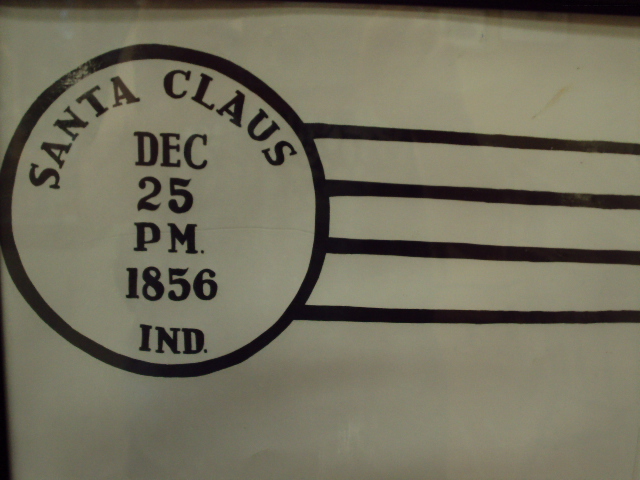 SANTA CLAUS
DEC
25
PM.
1856
IND.